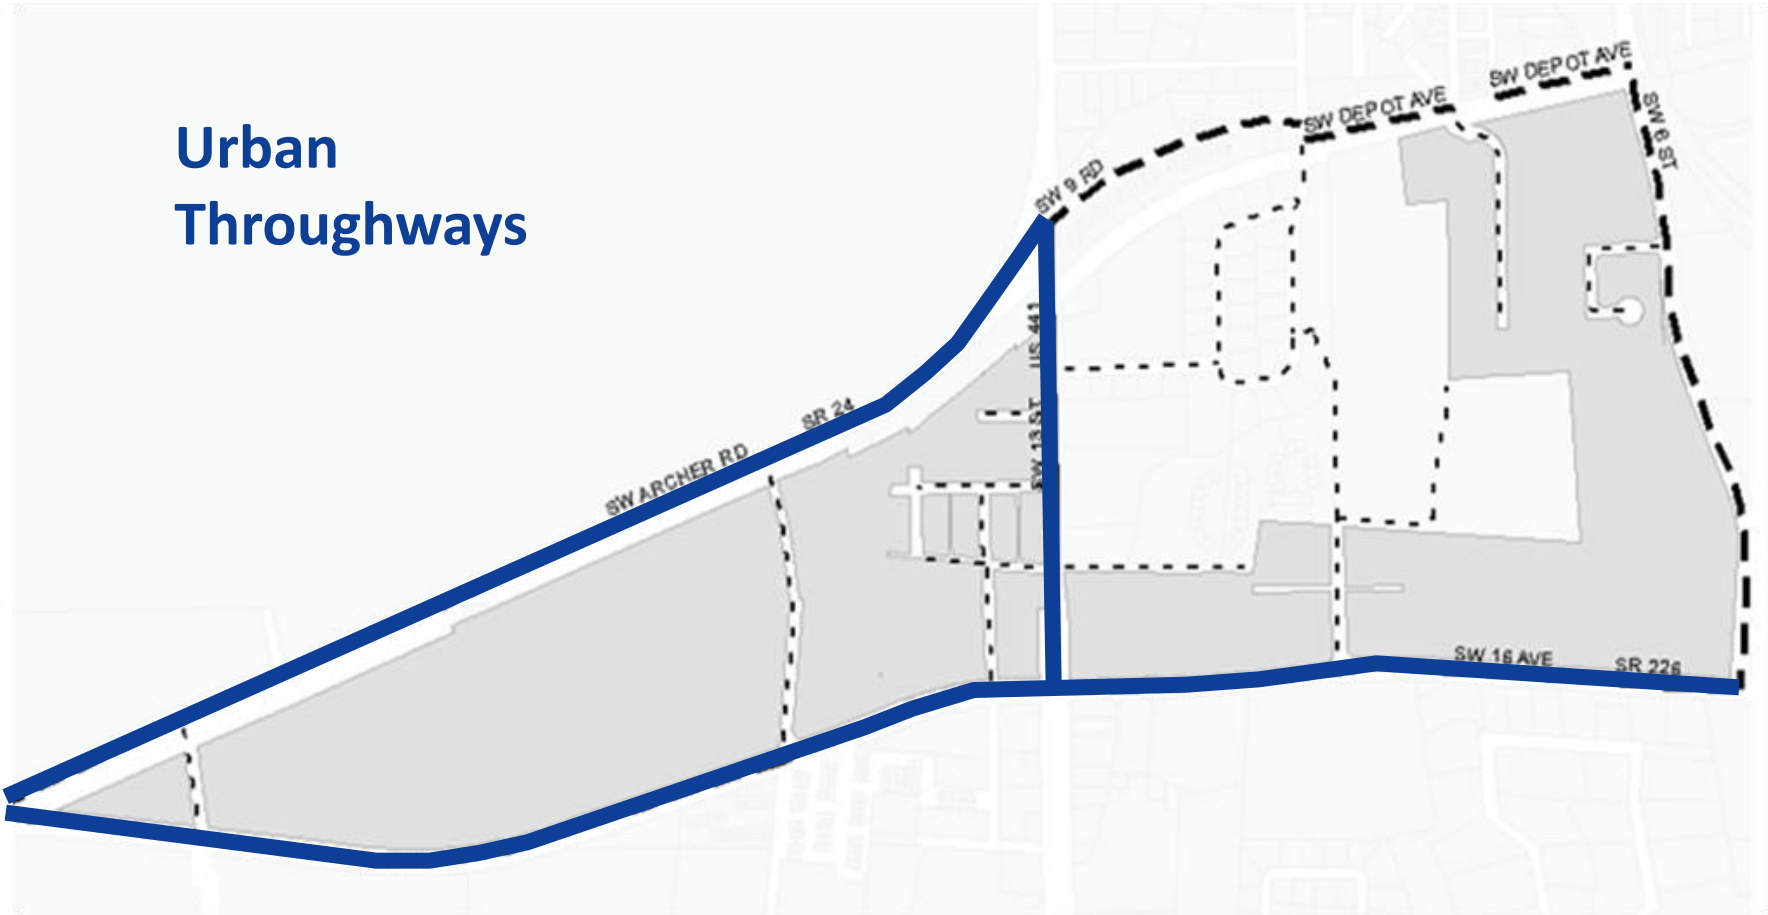 Urban
Throughways
SW DEPOT AVE
SW DEPOT AVE
SW 6 ST
SW 9 RD
US 441
SW 13 ST
SR 24
SW ARCHER RD
SW 16 AVE
SR 226